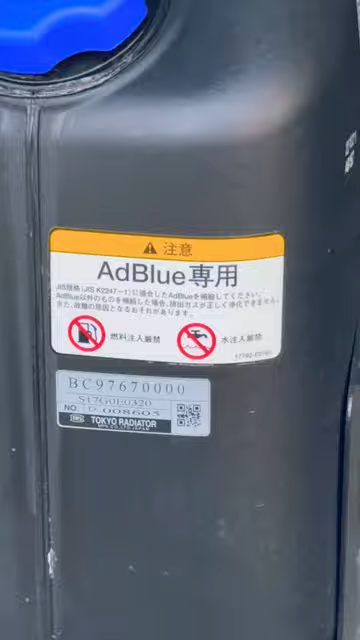 注意
AdBlue専用
JIS規格(JIS K2247-1)に適合したAdBlueを補給してください。
AdBlue以外のものを補給した場合、排出ガスが正しく浄化できません。
また、故障の原因となるおそれがあります。
燃料注入厳禁
水注入厳禁
BC97670000
S17G0E0320
NO. D-008605
TOKYO RADIATOR
MFG.CO.,LTD.JAPAN